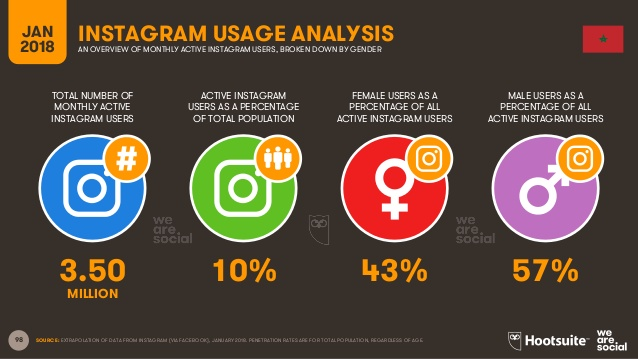 JAN
2018
INSTAGRAM USAGE ANALYSIS
AN OVERVIEW OF MONTHLY ACTIVE INSTAGRAM USERS, BROKEN DOWN BY GENDER
TOTAL NUMBER OF
MONTHLY ACTIVE
INSTAGRAM USERS
ACTIVE INSTAGRAM
USERS AS A PERCENTAGE
OF TOTAL POPULATION
FEMALE USERS AS A
PERCENTAGE OF ALL
ACTIVE INSTAGRAM USERS
MALE USERS AS A
PERCENTAGE OF ALL
ACTIVE INSTAGRAM USERS
#
we
are
social
we
are
social
3.50
MILLION
10%
43%
57%
98
SOURCE: EXTRAPOLATION OF DATA FROM INSTAGRAM (VIA FACEBOOK), JANUARY 2018. PENETRATION RATES ARE FOR TOTAL POPULATION, REGARDLESS OF AGE.
Hootsuite™
we
are
social